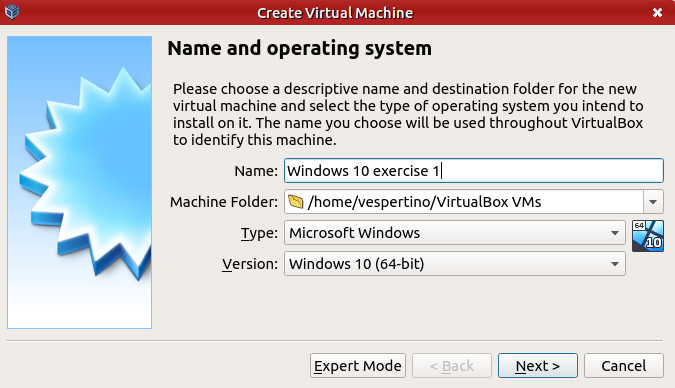 Create Virtual Machine
Name and operating system
Please choose a descriptive name and destination folder for the new
virtual machine and select the type of operating system you intend to
install on it. The name you choose will be used throughout VirtualBox
to identify this machine.
Name: Windows 10 exercise 1
Machine Folder: /home/vespertino/VirtualBox VMs
Type: Microsoft Windows
64
10
Version: Windows 10 (64-bit)
Expert Mode < Back Next > Cancel